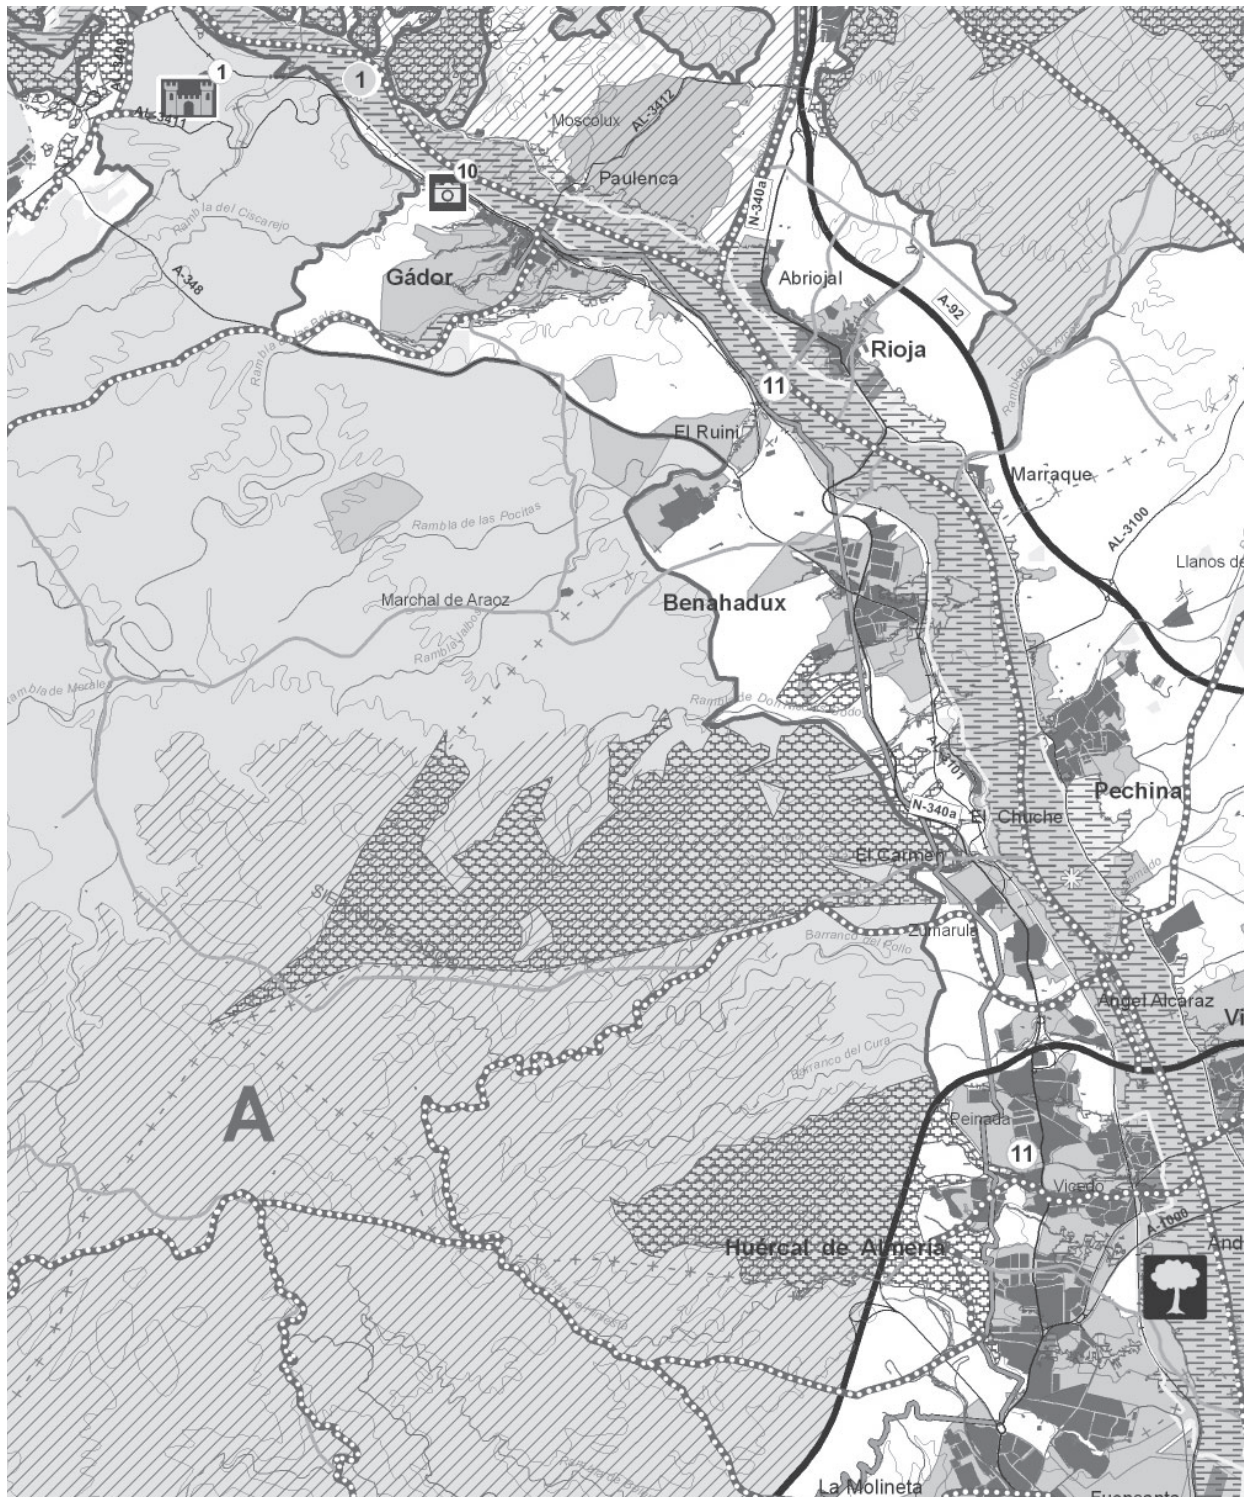 AL-3411
1
1
Moscolux
AL-3412
Paulenca
10
N-340a
Rambla del Ciscarejo
A-348
Gádor
Abriojal
A-92
Rioja
11
El Ruini
Marraque
Rambla de las Pocitas
AL-3100
Llanos de
Marchal de Araoz
Benahadux
Rambla de Morales
Pechina
N-340a
El Chuche
El Carmen
Zumarula
Barranco del Pollo
Angel Alcaraz
Vi
Barranco del Cura
A
Peinada
11
Vicedo
A-1000
Huércal de Almería
And
La Molineta